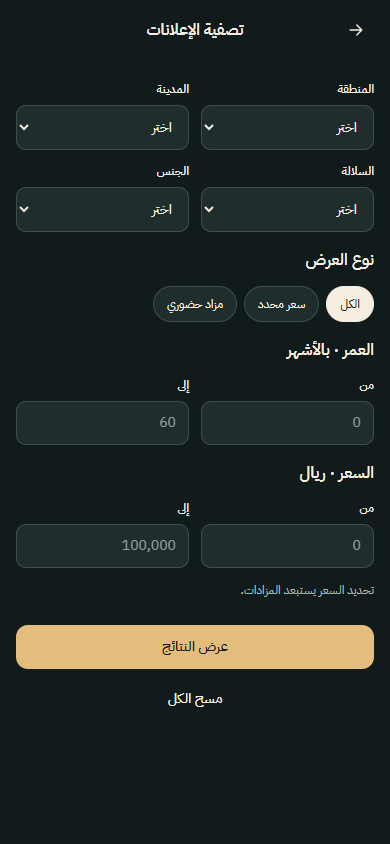 تصفية الإعلانات
المنطقة
المدينة
اختر
اختر
السلالة
الجنس
اختر
اختر
نوع العرض
الكل
سعر محدد
مزاد حضوري
العمر · بالأشهر
من
إلى
0
60
السعر · ريال
من
إلى
0
100,000
تحديد السعر يستبعد المزادات.
عرض النتائج
مسح الكل